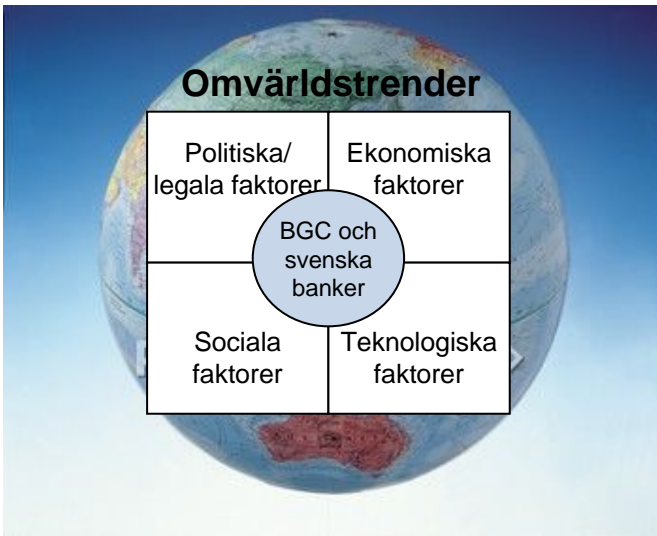 Omvärldstrender
Politiska/
legala faktorer
Ekonomiska
faktorer
BGC och
svenska
banker
Sociala
faktorer
Teknologiska
faktorer